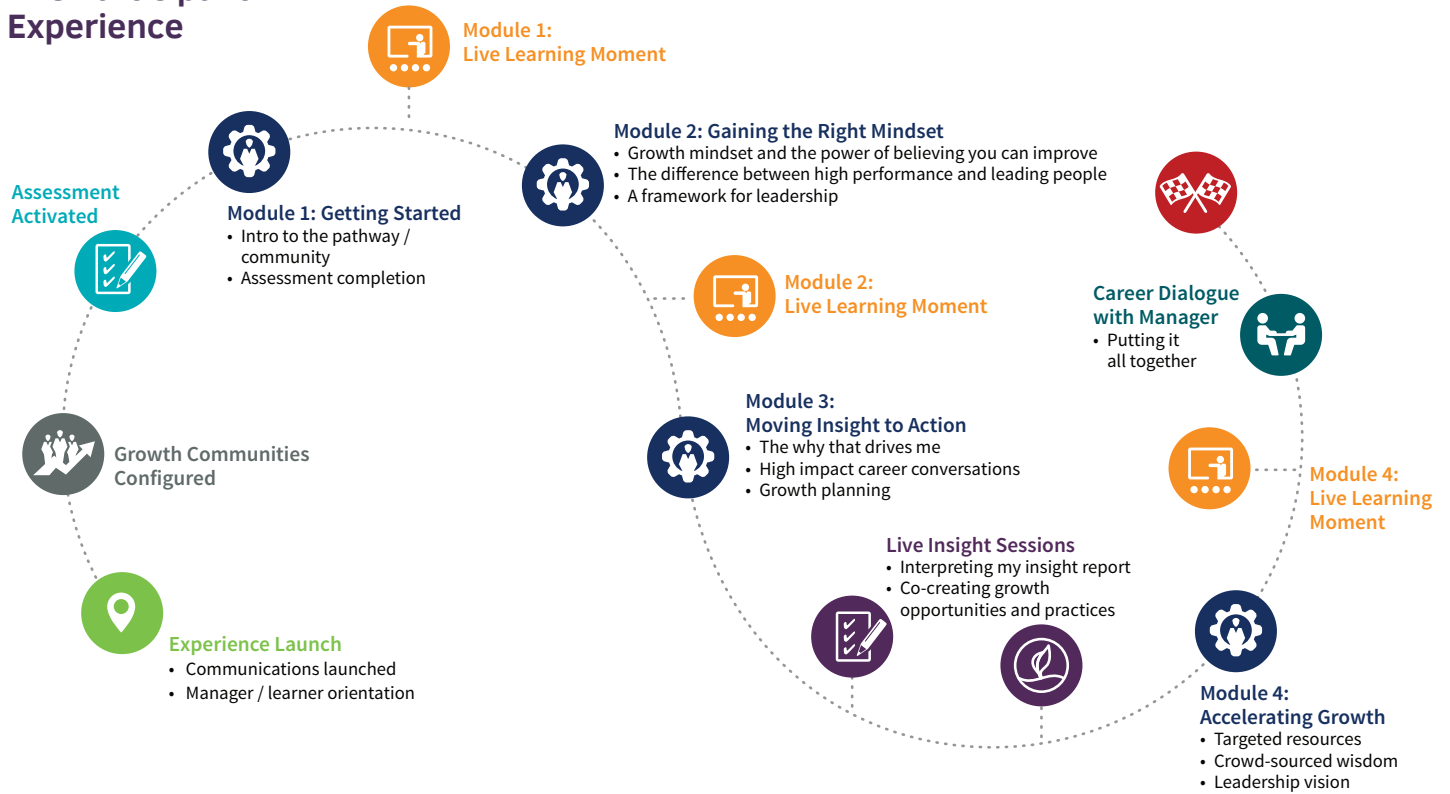 Experience
Module 1:
Live Learning Moment
Module 2: Gaining the Right Mindset
• Growth mindset and the power of believing you can improve
• The difference between high performance and leading people
• A framework for leadership
Assessment
Activated
Module 1: Getting Started
• Intro to the pathway /
community
• Assessment completion
Module 2:
Live Learning Moment
Career Dialogue
with Manager
• Putting it
all together
Module 3:
Moving Insight to Action
• The why that drives me
• High impact career conversations
• Growth planning
Growth Communities
Configured
Module 4:
Live Learning
Moment
Live Insight Sessions
• Interpreting my insight report
• Co-creating growth
opportunities and practices
Experience Launch
• Communications launched
• Manager / learner orientation
Module 4:
Accelerating Growth
• Targeted resources
• Crowd-sourced wisdom
• Leadership vision